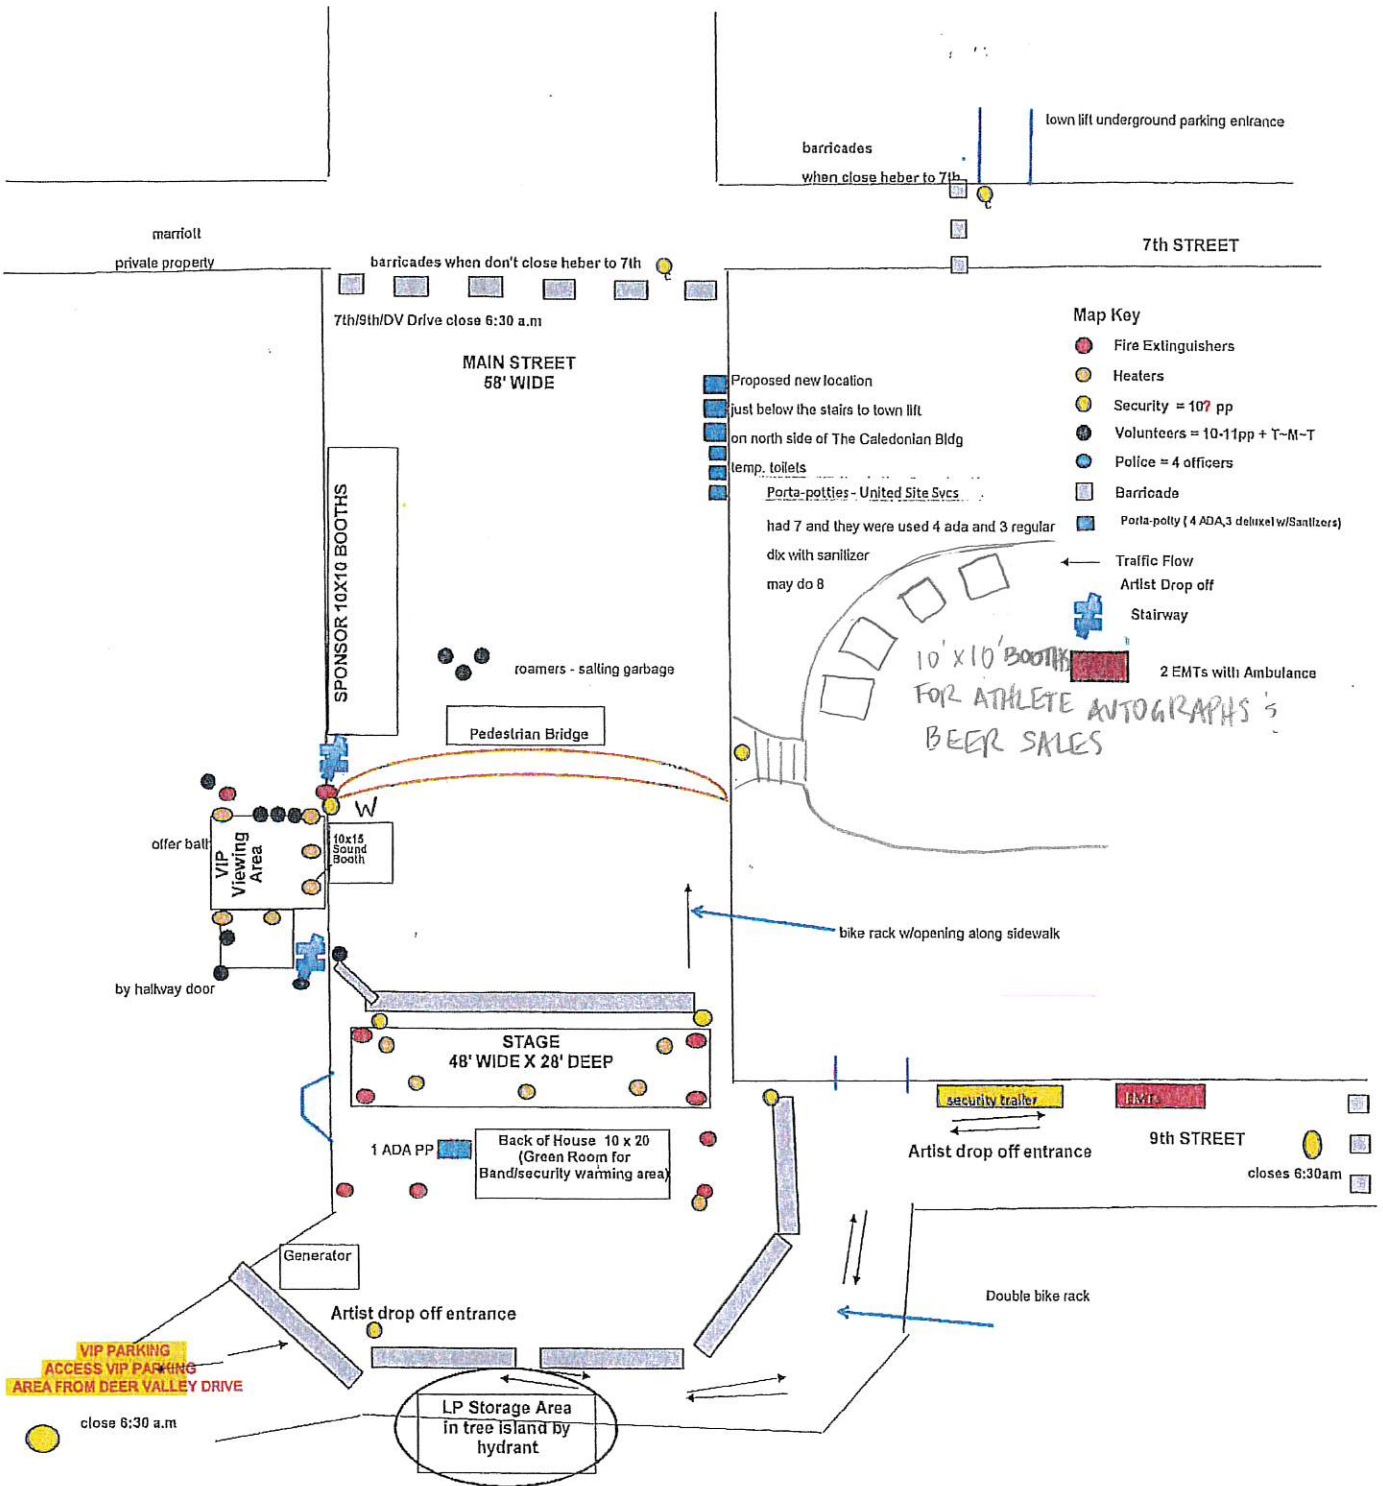 town lift underground parking entrance
barricades
when close heber to 7th
marriott
private property
7th STREET
barricades when don't close heber to 7th
7th/9th/DV Drive close 6:30 a.m
MAIN STREET
58' WIDE
Map Key
Fire Extinguishers
Heaters
Security = 10? pp
Volunteers = 10-11pp + T~M~T
Police = 4 officers
Barricade
Porta-potty ( 4 ADA,3 deluxel w/Sanitzers)
Traffic Flow
Artist Drop off
Stairway
2 EMTs with Ambulance
Proposed new location
just below the stairs to town lift
on north side of The Caledonian Bldg
temp. toilets
Porta-potties - United Site Svcs
had 7 and they were used 4 ada and 3 regular
dlx with sanitizer
may do 8
SPONSOR 10X10 BOOTHS
10'x10' BOOTHS
FOR ATHLETE AUTOGRAPHS &
BEER SALES
roamers - salting garbage
Pedestrian Bridge
W
offer bath
VIP
Viewing
Area
10x15
Sound
Booth
bike rack w/opening along sidewalk
by hallway door
STAGE
48' WIDE X 28' DEEP
security trailer
EMTs
9th STREET
Artist drop off entrance
closes 6:30am
1 ADA PP
Back of House 10 x 20
(Green Room for
Band/security warming area)
Generator
Artist drop off entrance
Double bike rack
VIP PARKING
ACCESS VIP PARKING
AREA FROM DEER VALLEY DRIVE
close 6:30 a.m
LP Storage Area
in tree island by
hydrant